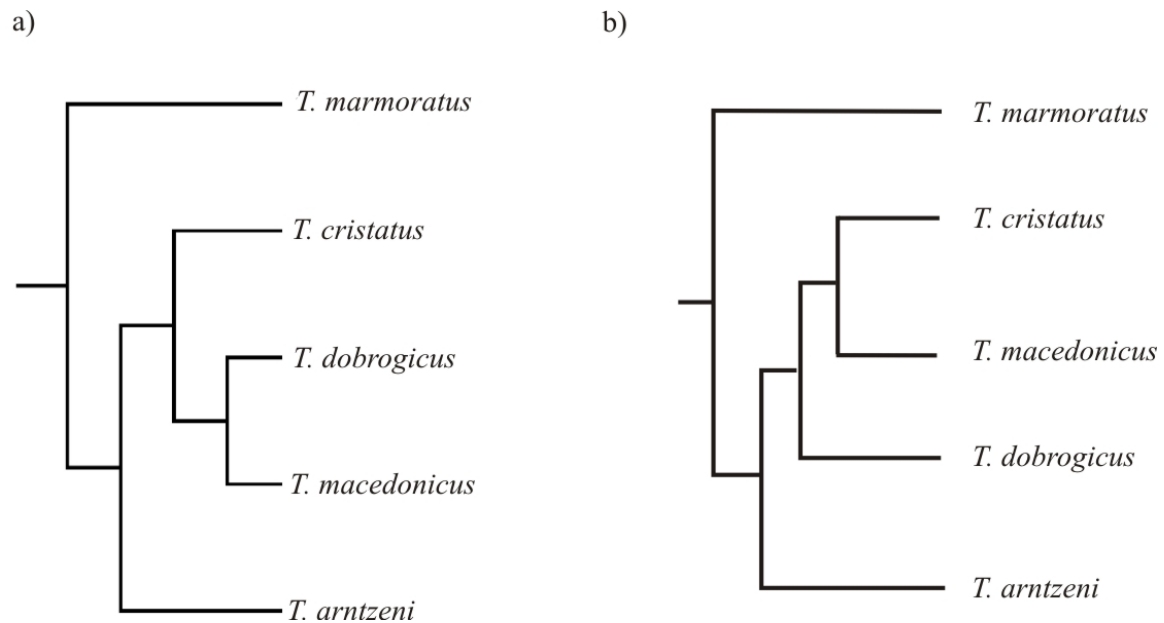 a)
T. marmoratus
T. cristatus
T. dobrogicus
T. macedonicus
T. arntzeni
b)
T. marmoratus
T. cristatus
T. macedonicus
T. dobrogicus
T. arntzeni